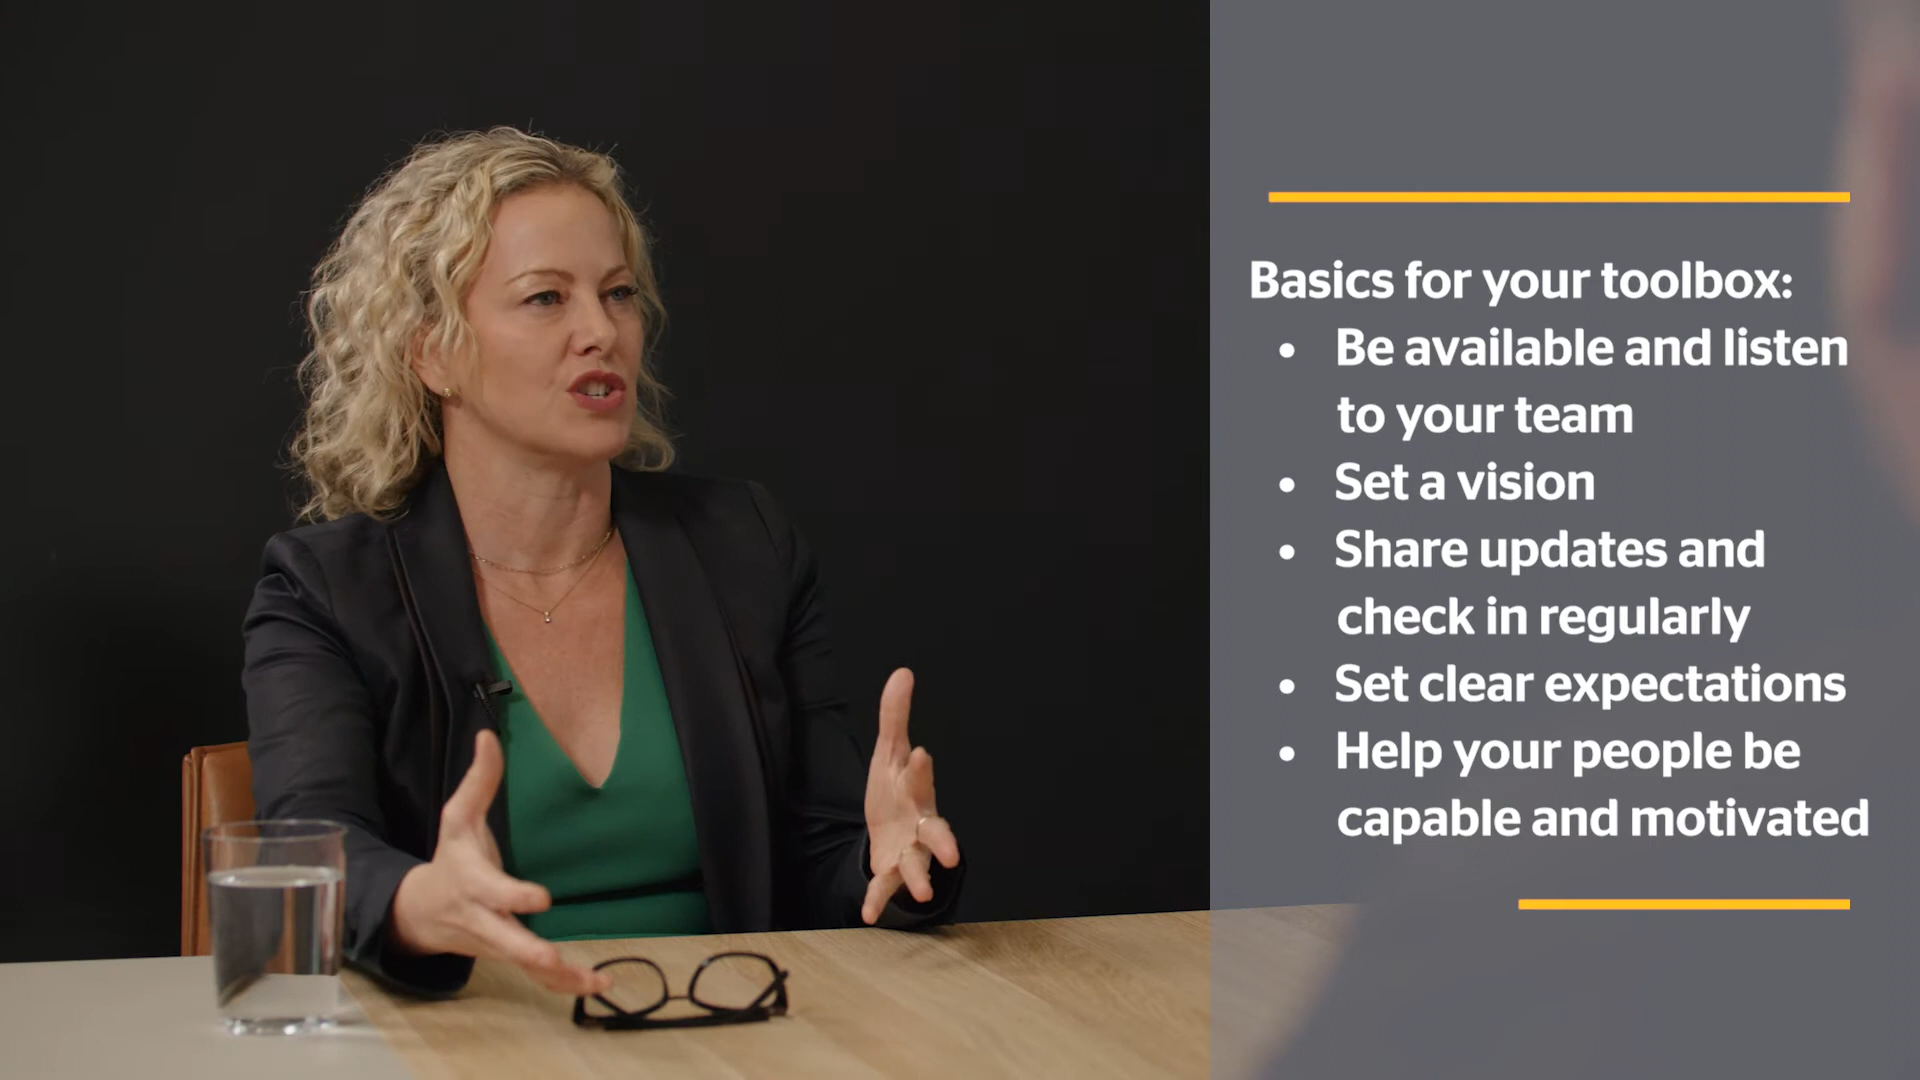 Basics for your toolbox:
• Be available and listen
to your team
• Set a vision
• Share updates and
check in regularly
• Set clear expectations
• Help your people be
capable and motivated